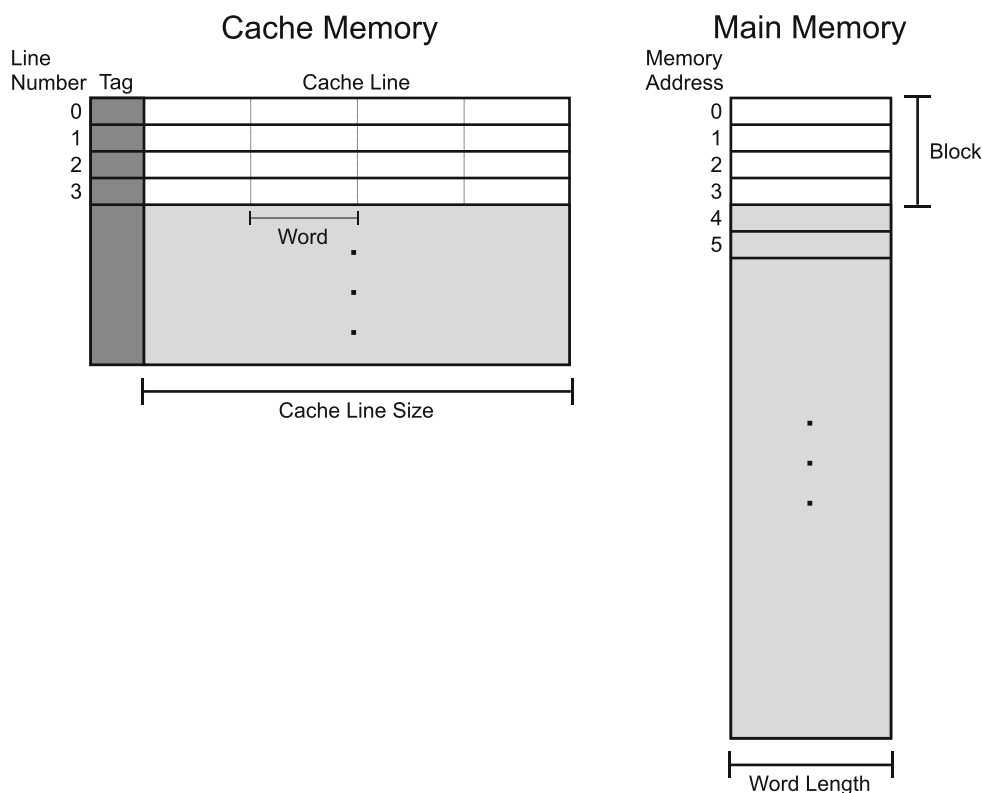 Cache Memory
Line
Number Tag Cache Line
0
1
2
3
Word
Cache Line Size
Main Memory
Memory
Address
0
1
2
3
4
5
Block
Word Length